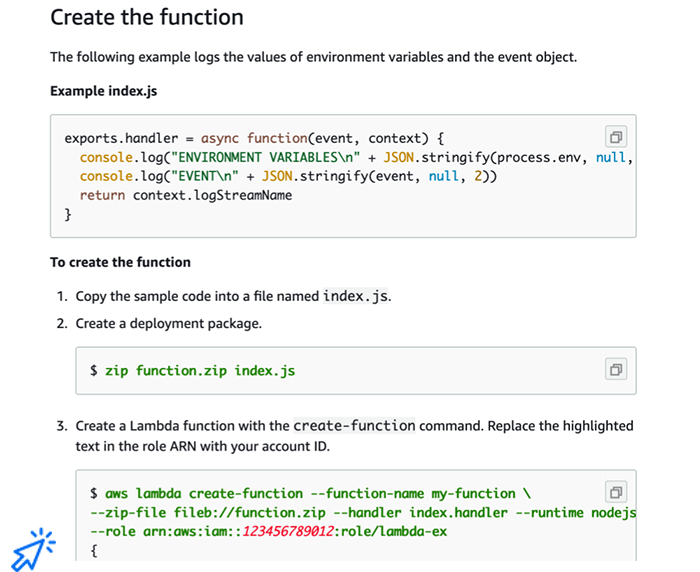 Create the function
The following example logs the values of environment variables and the event object.
Example index.js
exports.handler = async function(event, context) {
console.log("ENVIRONMENT VARIABLES\n" + JSON.stringify(process.env, null,
console.log("EVENT\n" + JSON.stringify(event, null, 2))
return context.logStreamName
}
To create the function
1. Copy the sample code into a file named index.js.
2. Create a deployment package.
$ zip function.zip index.js
3. Create a Lambda function with the create-function command. Replace the highlighted
text in the role ARN with your account ID.
$ aws lambda create-function --function-name my-function \
--zip-file fileb://function.zip --handler index.handler --runtime nodejs
--role arn:aws:iam::123456789012:role/lambda-ex
{